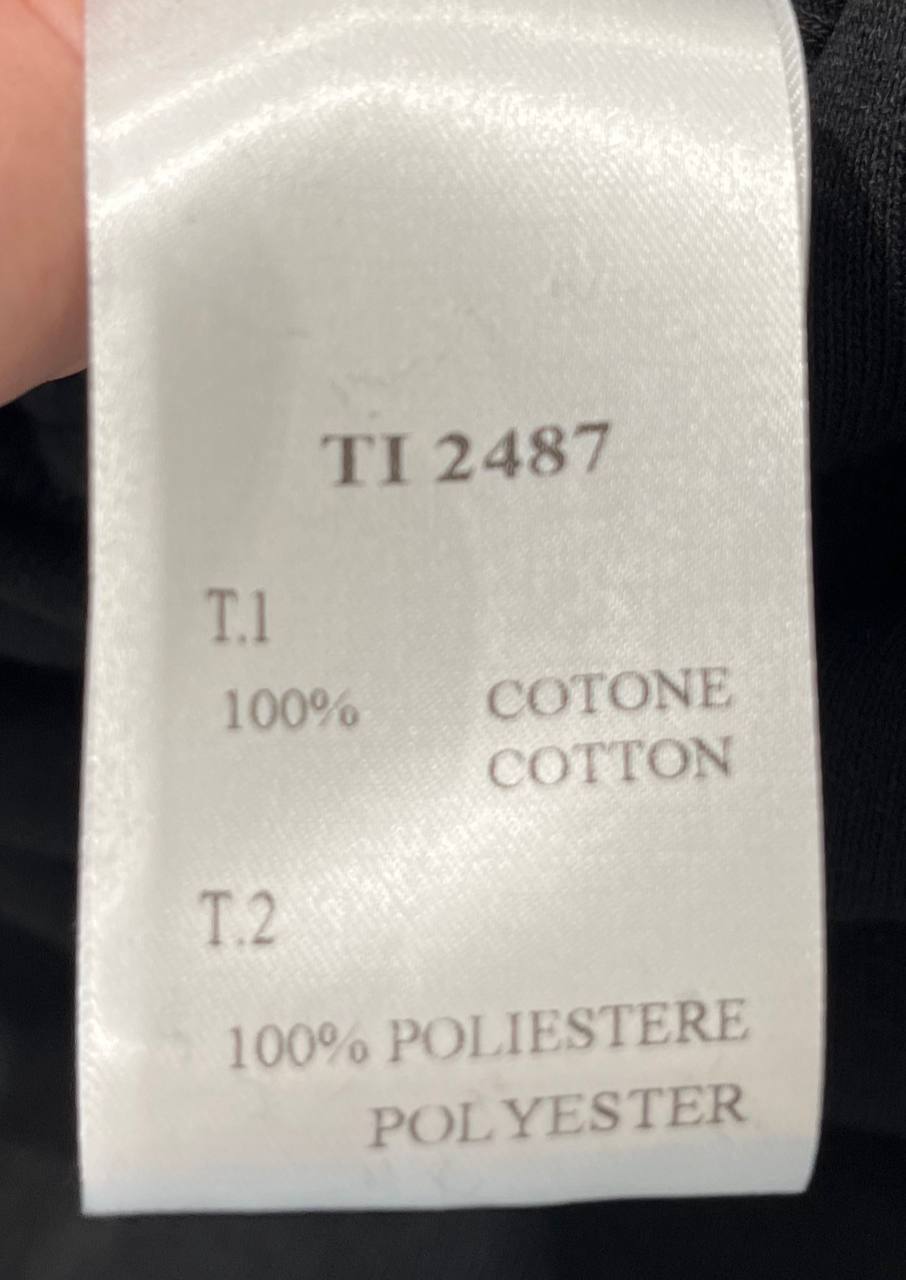 TI 2487
T.1
100% COTONE
COTTON
T.2
100% POLIESTERE
POLYESTER